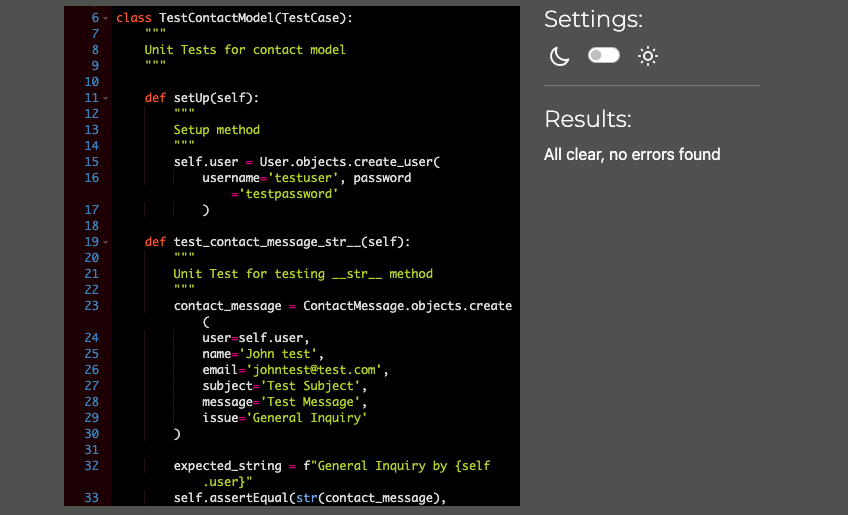 6 class TestContactModel(TestCase):
7 """
8 Unit Tests for contact model
9 """
10
11 def setUp(self):
12 """
13 Setup method
14 """
15 self.user = User.objects.create_user(
16 username='testuser', password
='testpassword'
17 )
18
19 def test_contact_message_str__(self):
20 """
21 Unit Test for testing __str__ method
22 """
23 contact_message = ContactMessage.objects.create
(
24 user=self.user,
25 name='John test',
26 email='johntest@test.com',
27 subject='Test Subject',
28 message='Test Message',
29 issue='General Inquiry'
30 )
31
32 expected_string = f"General Inquiry by {self
.user}"
33 self.assertEqual(str(contact_message),
Settings:
Results:
All clear, no errors found